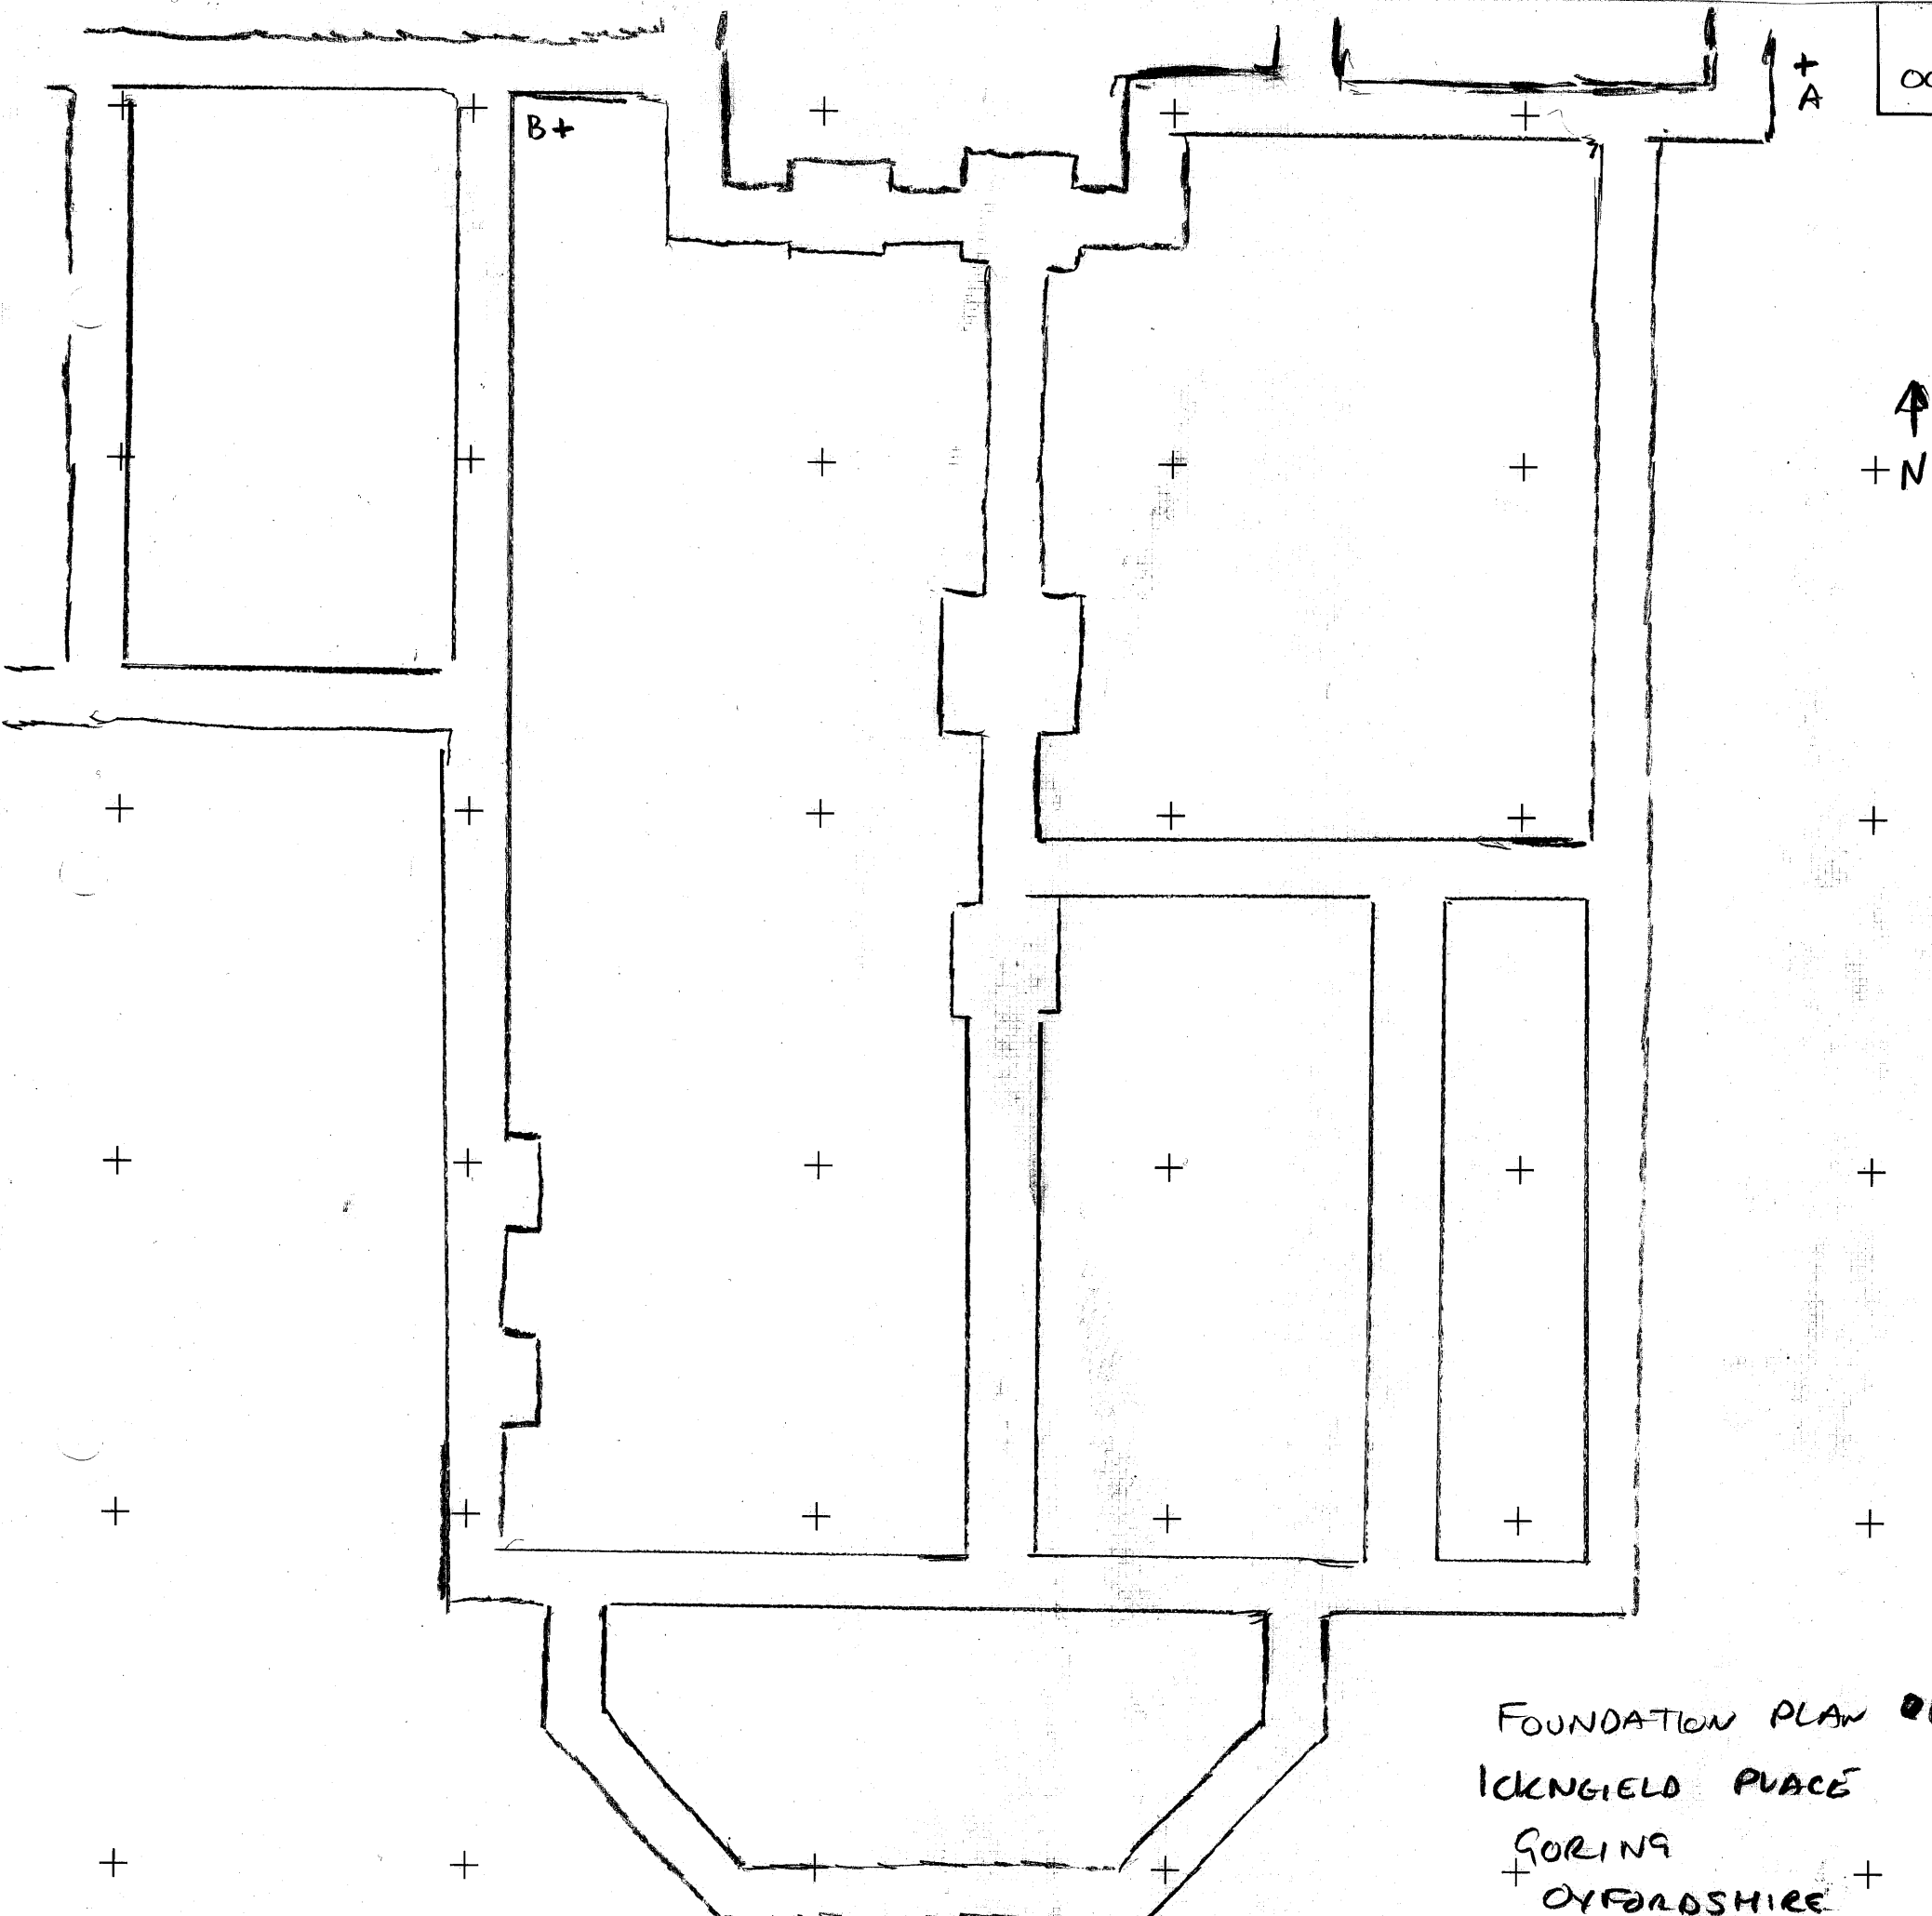 B+
+
A
N
FOUNDATION PLAN
ICKNGIELD PLACE
GORING
OXFORDSHIRE